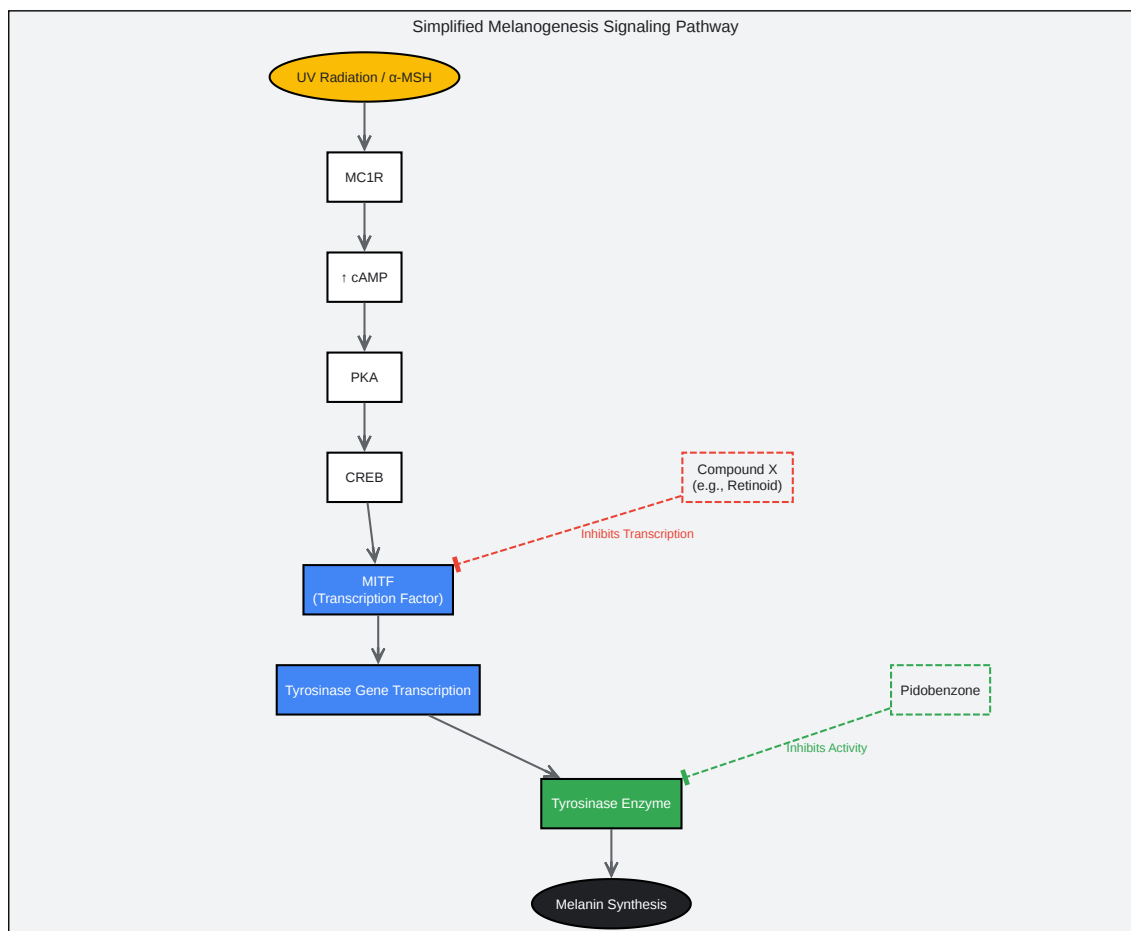 Simplified Melanogenesis Signaling Pathway
UV Radiation / α-MSH
MC1R
↑ cAMP
PKA
CREB
Compound X
(e.g., Retinoid)
Inhibits Transcription
MITF
(Transcription Factor)
Tyrosinase Gene Transcription
Pidobenzone
Inhibits Activity
Tyrosinase Enzyme
Melanin Synthesis